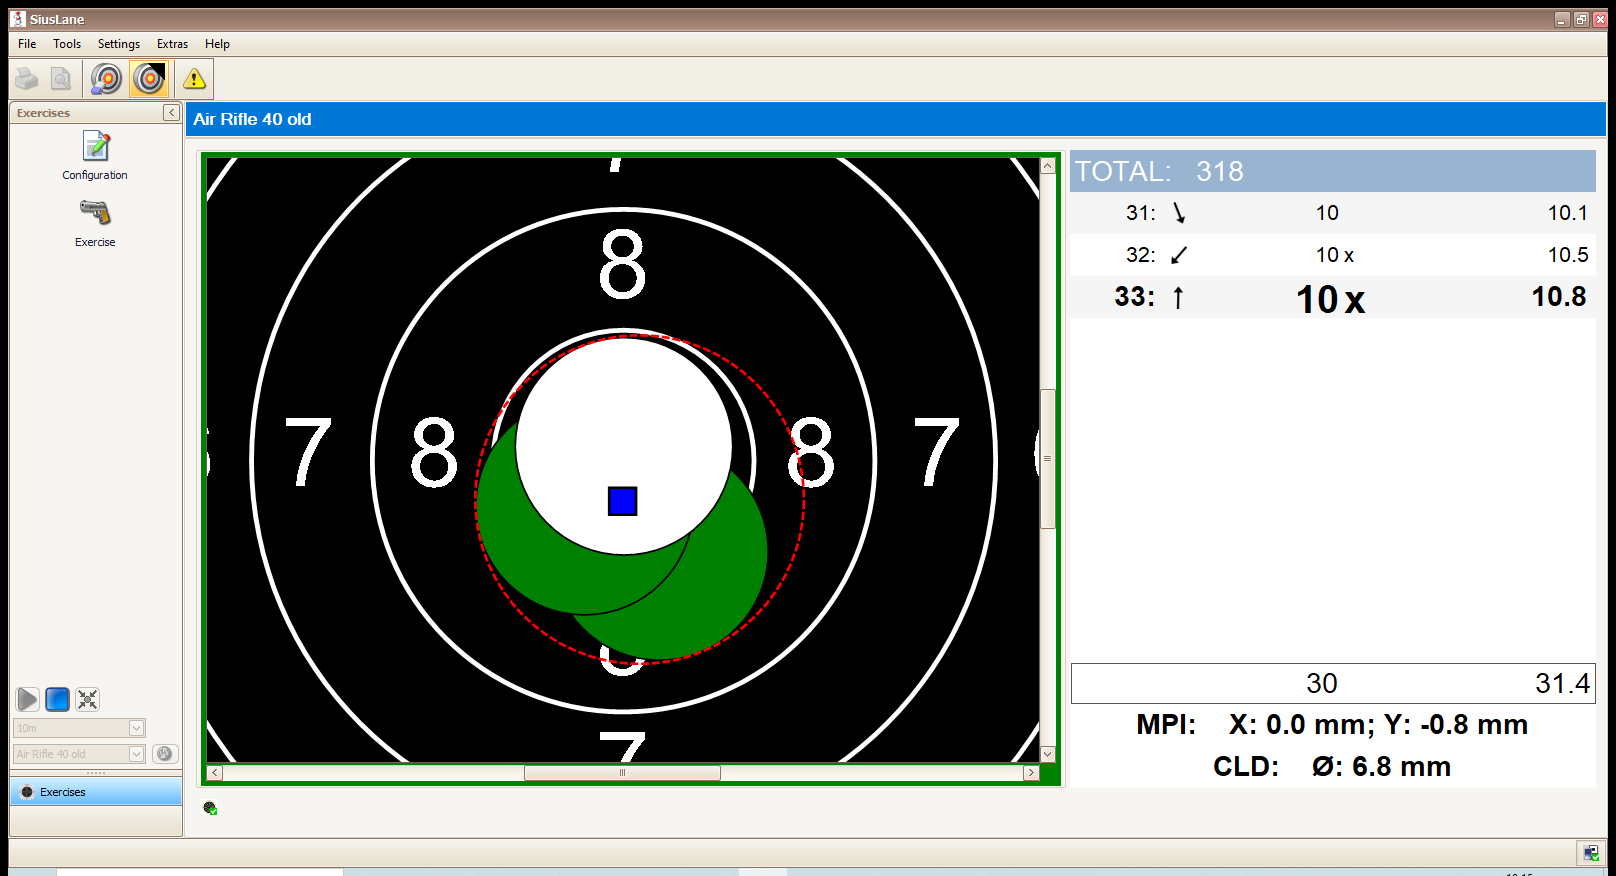 SiusLane
File Tools Settings Extras Help
Exercises
Configuration
Exercise
10m
Air Rifle 40 old
Exercises
Air Rifle 40 old
7
8
7 8 8 7
7
TOTAL: 318
31: 10 10.1
32: 10 x 10.5
33: 10 x 10.8
30 31.4
MPI: X: 0.0 mm; Y: -0.8 mm
CLD: Ø: 6.8 mm